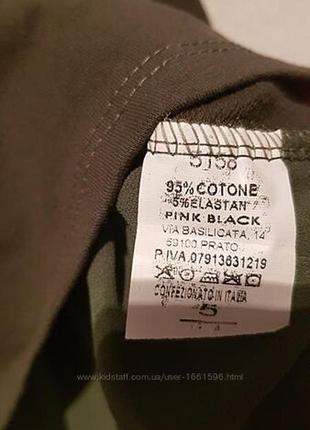 5158
95% COTONE
5%ELASTAN
PINK BLACK
VIA BASILICATA, 14
59100 PRATO
P.IVA.07913631219
CONFEZIONATO IN ITALIA
S
www.kidstaff.com.ua/user-1661596.html